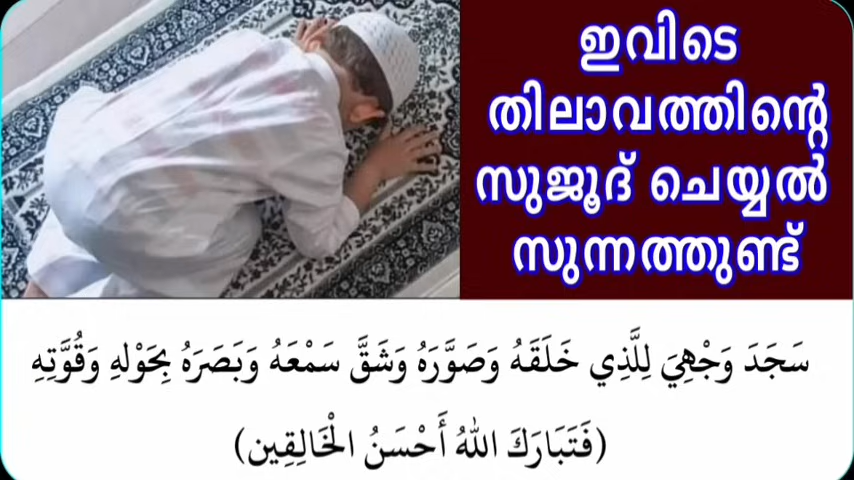 ഇവിടെ
തിലാവത്തിന്റെ
സുജൂദ് ചെയ്യൽ
സുന്നത്തുണ്ട്
سَجَدَ وَجْهِيَ لِلَّذِي خَلَقَهُ وَصَوَّرَهُ وَشَقَّ سَمْعَهُ وَبَصَرَهُ بِحَوْلِهِ وَقُوَّتِهِ
(فَتَبَارَكَ اللهُ أَحْسَنُ الْخَالِقِين)